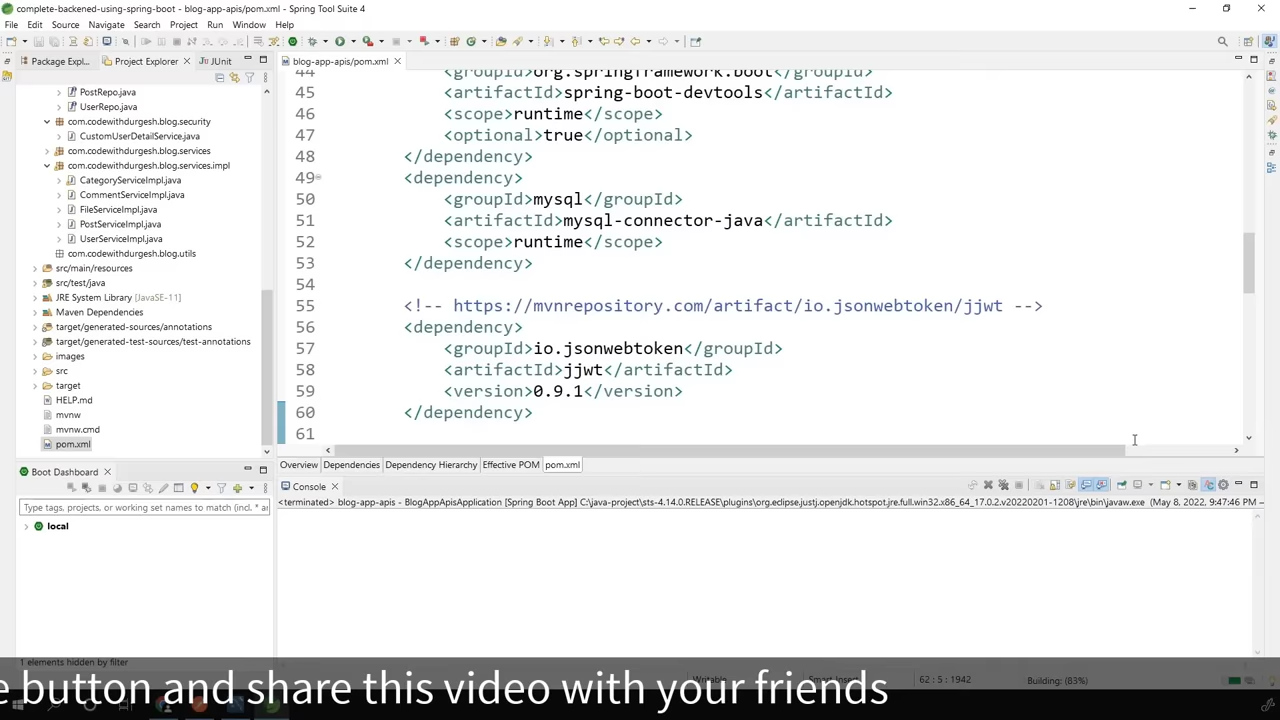 complete-backened-using-spring-boot - blog-app-apis/pom.xml - Spring Tool Suite 4
File Edit Source Navigate Search Project Run Window Help
Package Expl...
Project Explorer
JUnit
PostRepo.java
UserRepo.java
com.codewithdurgesh.blog.security
CustomUserDetailService.java
com.codewithdurgesh.blog.services
com.codewithdurgesh.blog.services.impl
CategoryServiceImpl.java
CommentServiceImpl.java
FileServiceImpl.java
PostServiceImpl.java
UserServiceImpl.java
com.codewithdurgesh.blog.utils
src/main/resources
src/test/java
JRE System Library [JavaSE-11]
Maven Dependencies
target/generated-sources/annotations
target/generated-test-sources/test-annotations
images
src
target
HELP.md
mvnw
mvnw.cmd
pom.xml
blog-app-apis/pom.xml
44 <groupId>org.springframework.boot</groupId>
45 <artifactId>spring-boot-devtools</artifactId>
46 <scope>runtime</scope>
47 <optional>true</optional>
48 </dependency>
49 <dependency>
50 <groupId>mysql</groupId>
51 <artifactId>mysql-connector-java</artifactId>
52 <scope>runtime</scope>
53 </dependency>
54
55 <!-- https://mvnrepository.com/artifact/io.jsonwebtoken/jjwt -->
56 <dependency>
57 <groupId>io.jsonwebtoken</groupId>
58 <artifactId>jjwt</artifactId>
59 <version>0.9.1</version>
60 </dependency>
61
Overview Dependencies Dependency Hierarchy Effective POM pom.xml
Boot Dashboard
Type tags, projects, or working set names to match (incl. * ar
local
1 elements hidden by filter
Console
<terminated> blog-app-apis - BlogAppApisApplication [Spring Boot App] C:\java-project\sts-4.14.0.RELEASE\plugins\org.eclipse.justj.openjdk.hotspot.jre.full.win32.x86_64_17.0.2.v20220201-1208\jre\bin\javaw.exe (May 8, 2022, 9:47:46 PM –
Writable Smart Insert 62 : 5 : 1942 Building: (83%)
e button and share this video with your friends